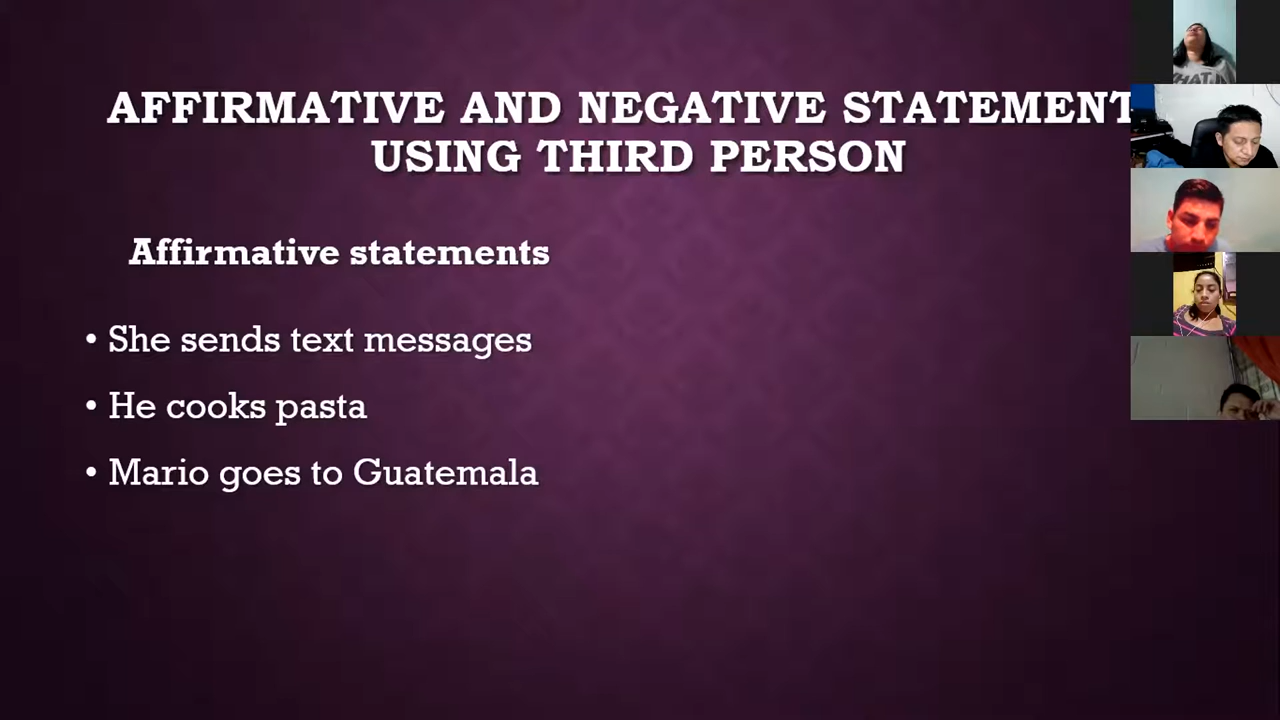 AFFIRMATIVE AND NEGATIVE STATEMENT
USING THIRD PERSON
Affirmative statements
• She sends text messages
• He cooks pasta
• Mario goes to Guatemala